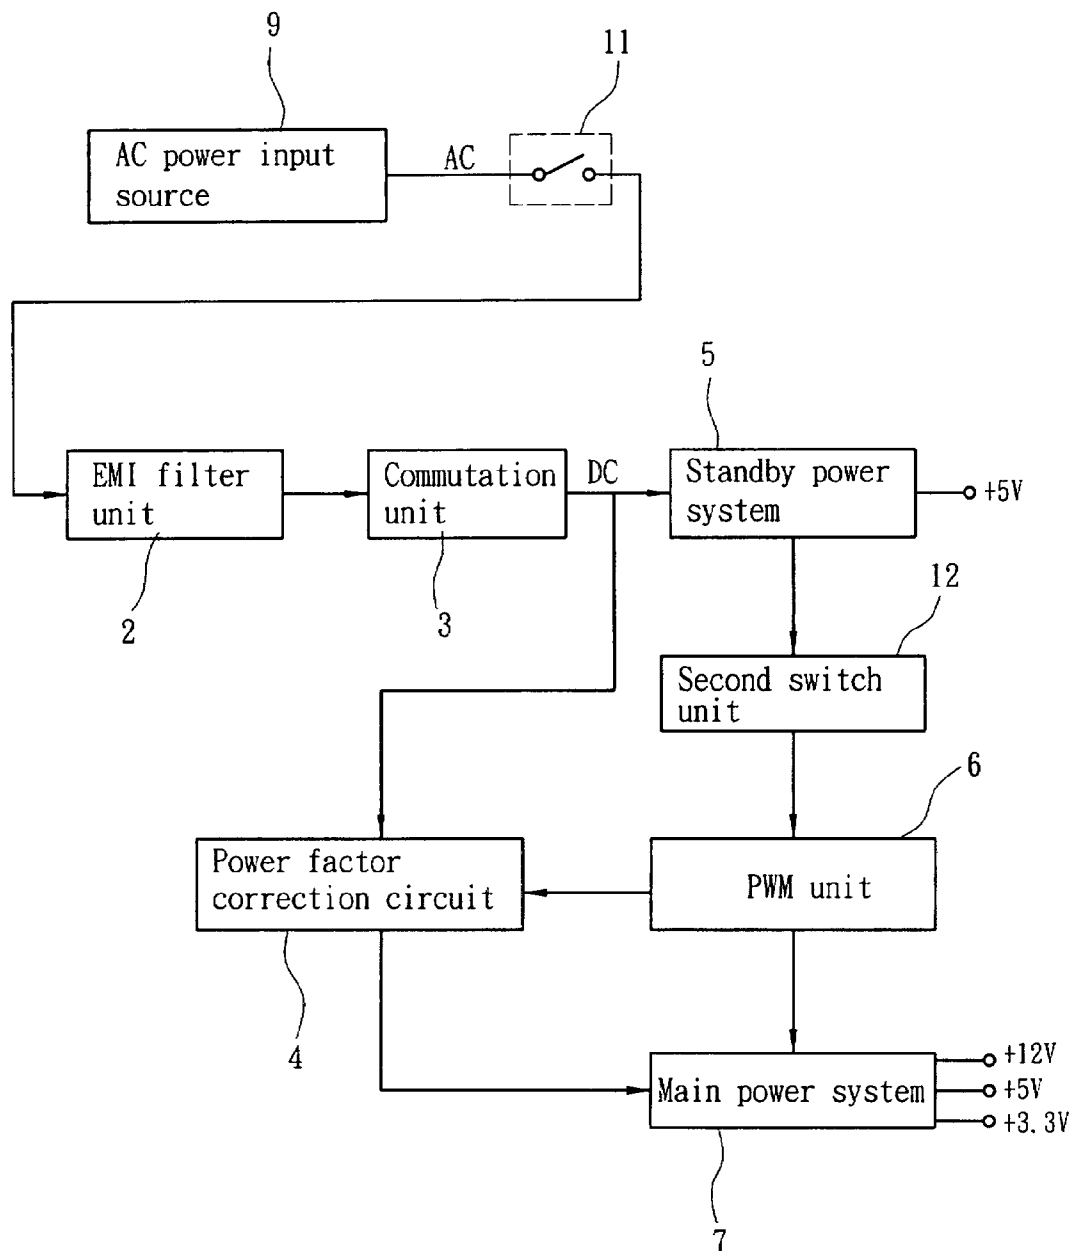 9
11
AC power input
source
AC
5
EMI filter
unit
Commutation
unit
DC
Standby power
system
+5V
2
3
12
Second switch
unit
6
Power factor
correction circuit
PWM unit
4
Main power system
+12V
+5V
+3.3V
7